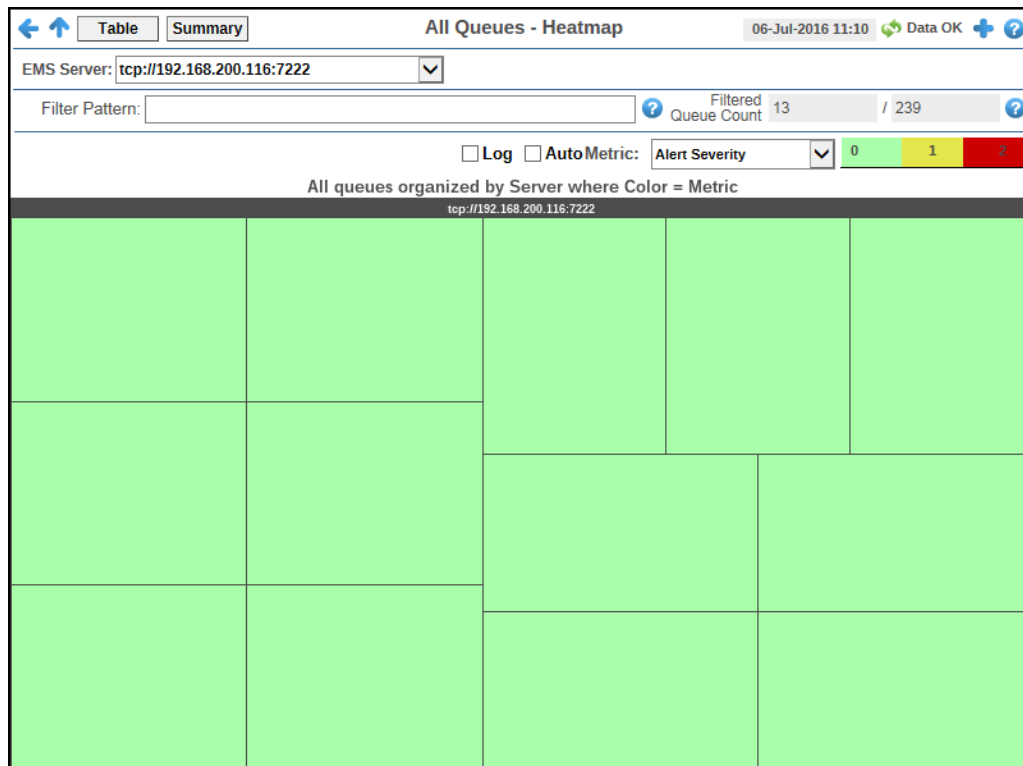 Table Summary All Queues - Heatmap 06-Jul-2016 11:10 Data OK ?
EMS Server: tcp://192.168.200.116:7222
Filter Pattern: ? Filtered Queue Count 13 / 239 ?
Log Auto Metric: Alert Severity 0 1 2
All queues organized by Server where Color = Metric
tcp://192.168.200.116:7222